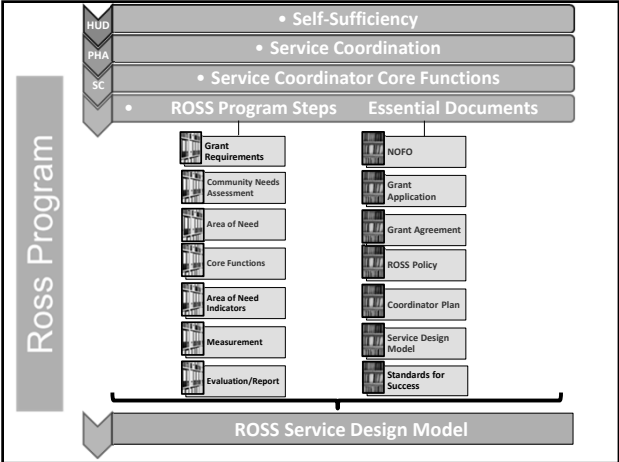 Ross Program
HUD
• Self-Sufficiency
PHA
• Service Coordination
SC
• Service Coordinator Core Functions
• ROSS Program Steps Essential Documents
Grant
Requirements
Community Needs
Assessment
Area of Need
Core Functions
Area of Need
Indicators
Measurement
Evaluation/Report
NOFO
Grant
Application
Grant Agreement
ROSS Policy
Coordinator Plan
Service Design
Model
Standards for
Success
ROSS Service Design Model